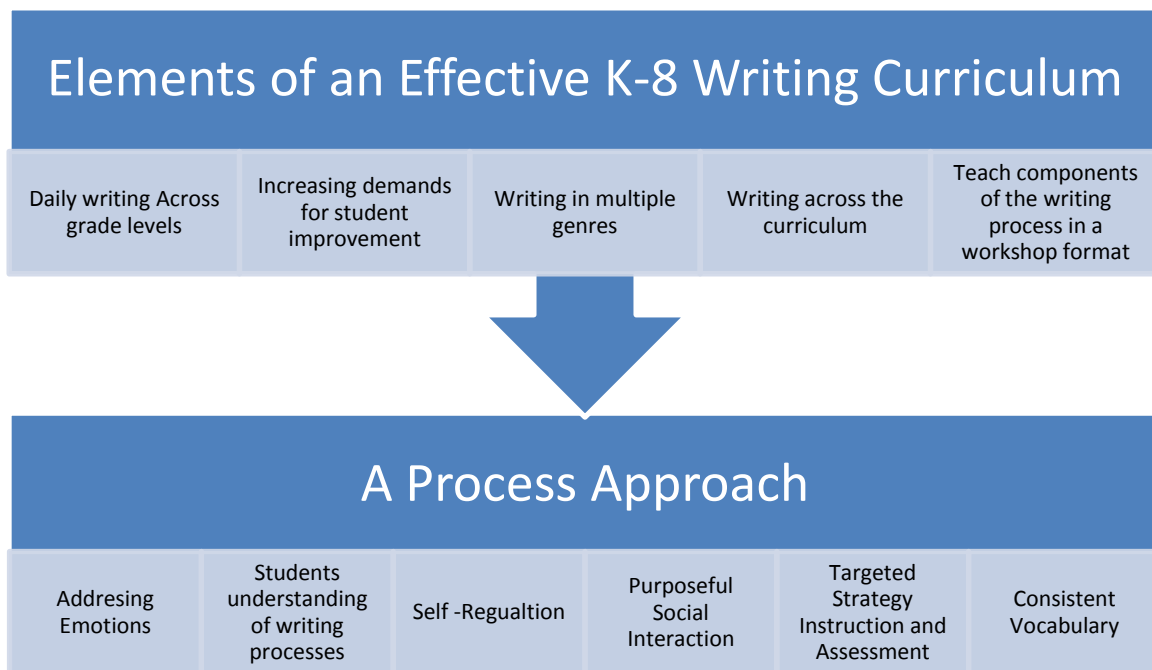 Elements of an Effective K-8 Writing Curriculum
Daily writing Across
grade levels
Increasing demands
for student
improvement
Writing in multiple
genres
Writing across the
curriculum
Teach components
of the writing
process in a
workshop format
A Process Approach
Addresing
Emotions
Students
understanding
of writing
processes
Self -Regualtion
Purposeful
Social
Interaction
Targeted
Strategy
Instruction and
Assessment
Consistent
Vocabulary